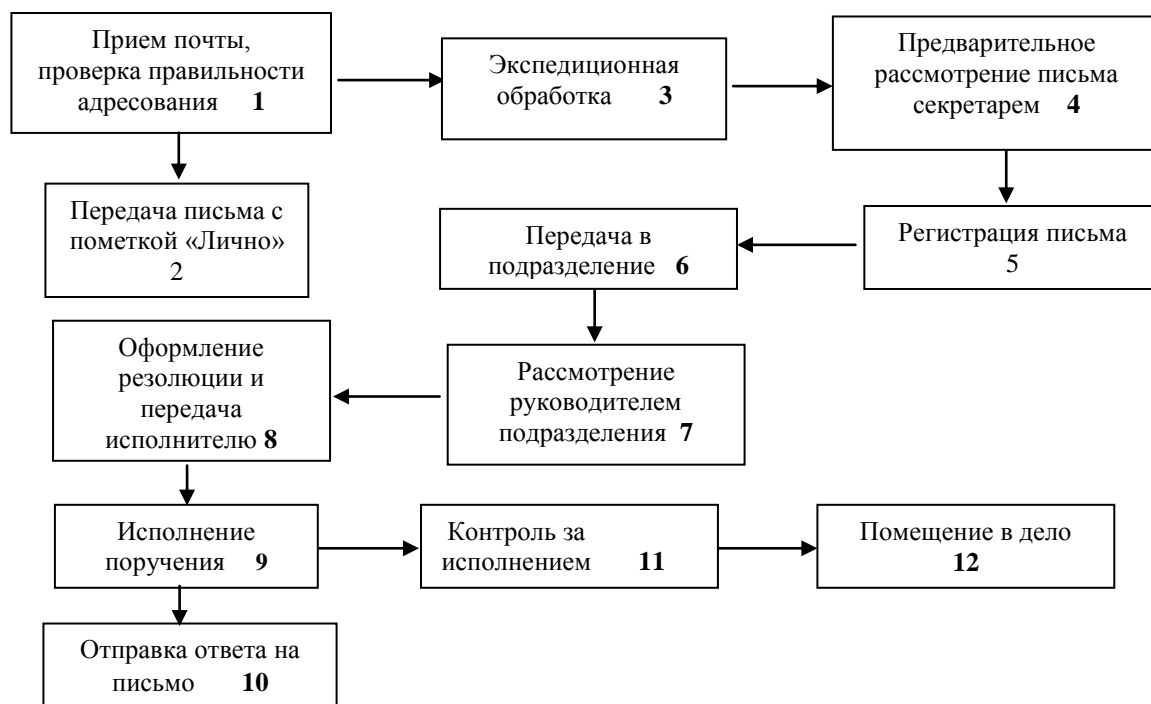 Прием почты,
проверка правильности
адресования 1
Экспедиционная
обработка 3
Предварительное
рассмотрение письма
секретарем 4
Передача письма с
пометкой «Лично»
2
Передача в
подразделение 6
Регистрация письма
5
Оформление
резолюции и
передача
исполнителю 8
Рассмотрение
руководителем
подразделения 7
Исполнение
поручения 9
Контроль за
исполнением 11
Помещение в дело
12
Отправка ответа на
письмо 10